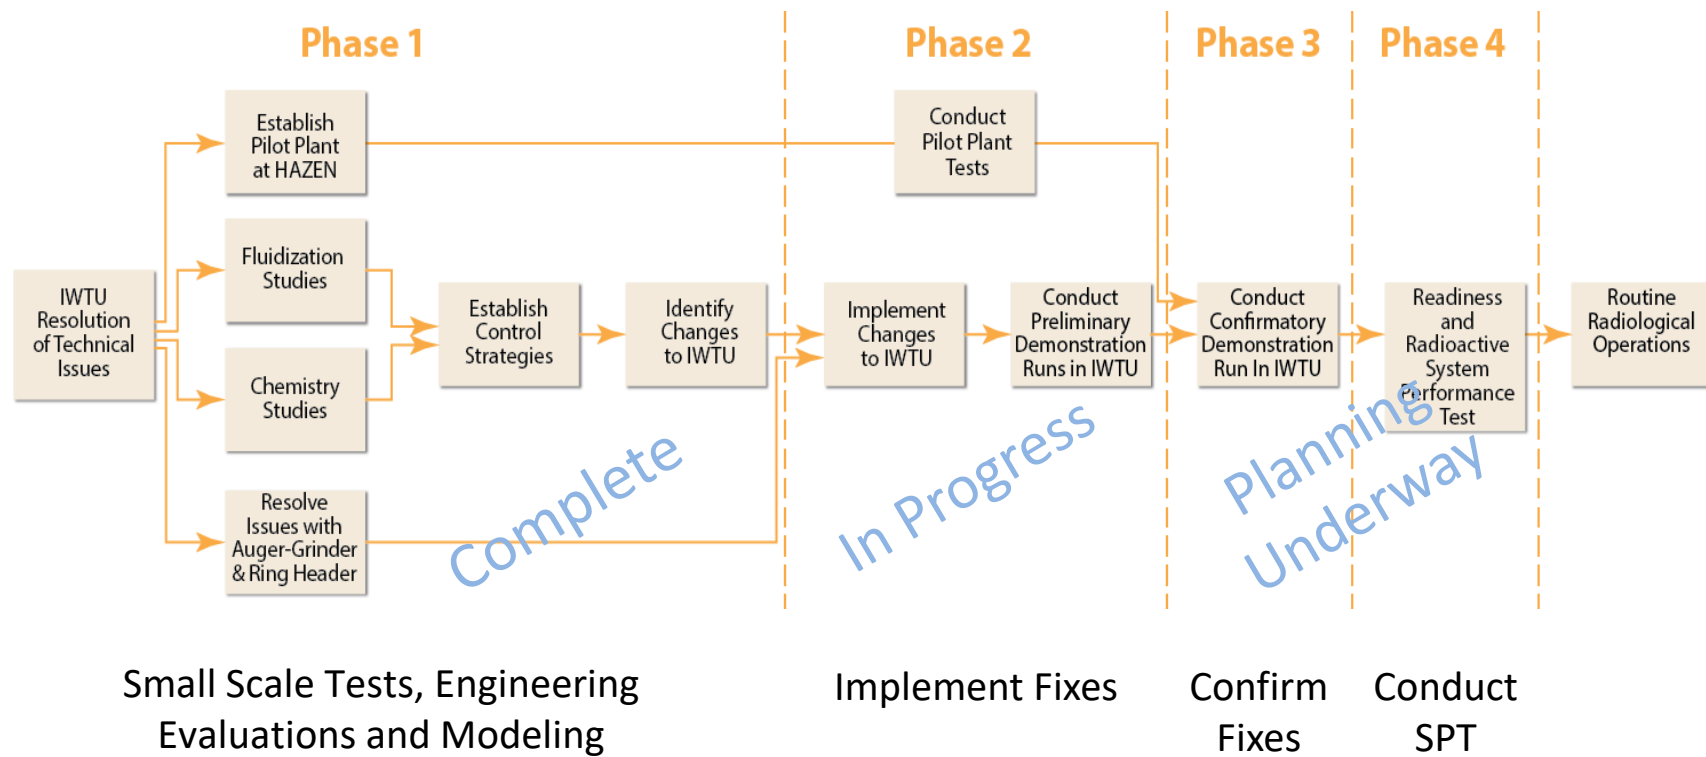 Phase 1
Phase 2
Phase 3
Phase 4
Establish
Pilot Plant
at HAZEN
Conduct
Pilot Plant
Tests
Fluidization
Studies
IWTU
Resolution
of Technical
Issues
Chemistry
Studies
Establish
Control
Strategies
Identify
Changes
to IWTU
Implement
Changes
to IWTU
Conduct
Preliminary
Demonstration
Runs in IWTU
Conduct
Confirmatory
Demonstration
Run In IWTU
Readiness
and
Radioactive
System
Performance
Test
Routine
Radiological
Operations
Resolve
Issues with
Auger-Grinder
& Ring Header
Complete
In Progress
Planning
Underway
Small Scale Tests, Engineering
Evaluations and Modeling
Implement Fixes
Confirm
Fixes
Conduct
SPT